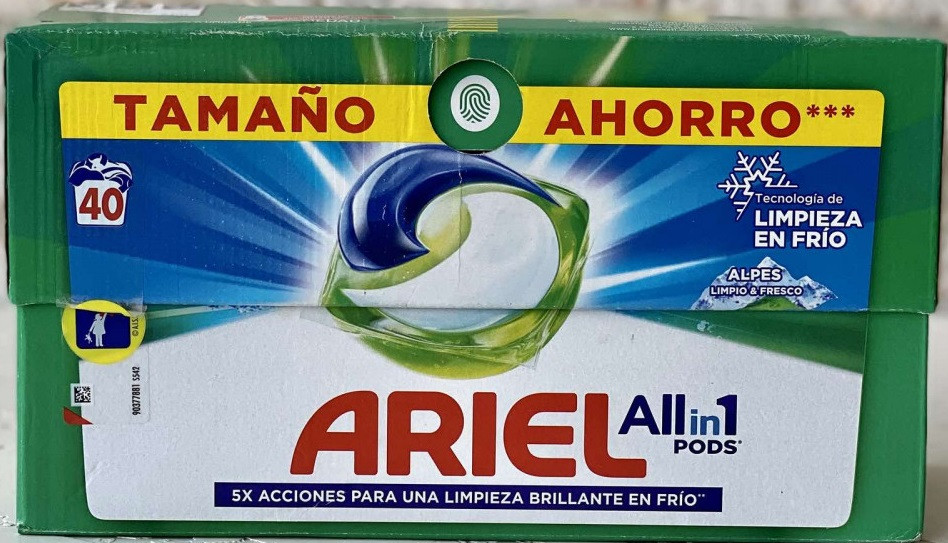 TAMAÑO AHORRO***
40
Tecnología de
LIMPIEZA
EN FRÍO
ALPES
LIMPIO & FRESCO
90377881 SS42
ARIEL All in 1
PODS*
5X ACCIONES PARA UNA LIMPIEZA BRILLANTE EN FRÍO**